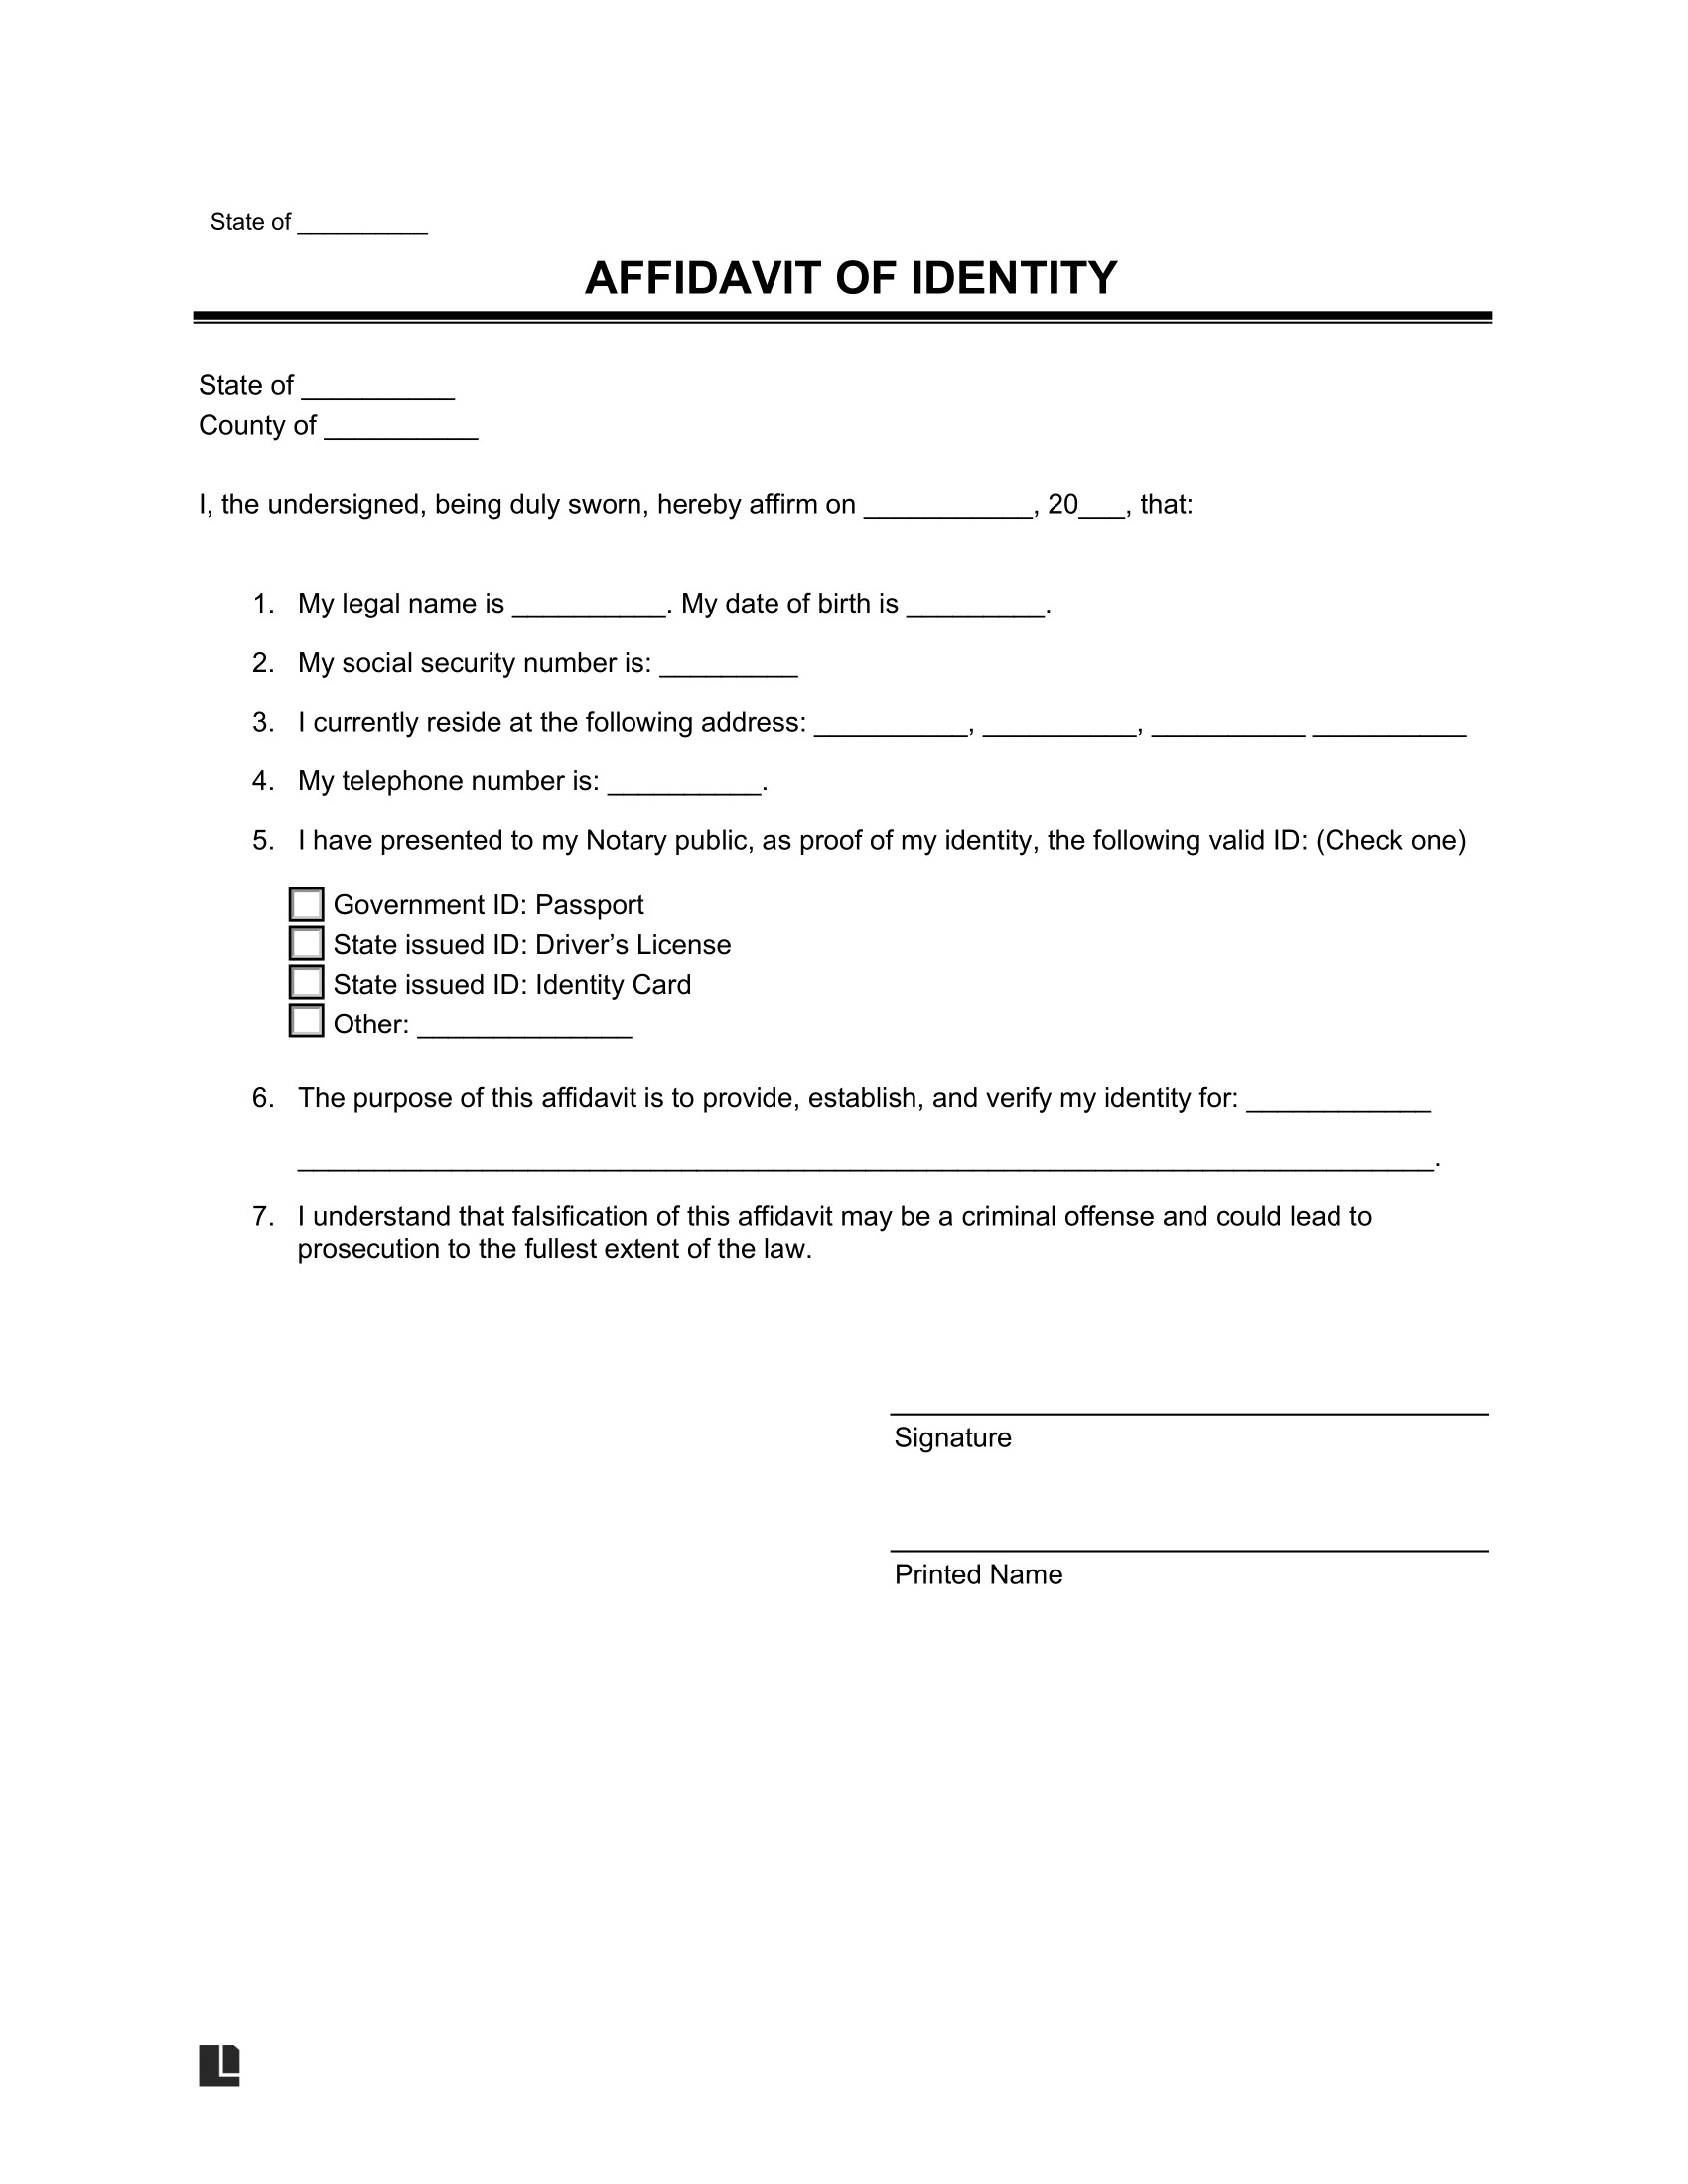 State of __________
AFFIDAVIT OF IDENTITY
State of __________
County of __________
I, the undersigned, being duly sworn, hereby affirm on ___________, 20___, that:
1. My legal name is __________. My date of birth is _________.
2. My social security number is: _________
3. I currently reside at the following address: __________, __________, __________ __________
4. My telephone number is: __________.
5. I have presented to my Notary public, as proof of my identity, the following valid ID: (Check one)
Government ID: Passport
State issued ID: Driver’s License
State issued ID: Identity Card
Other: ______________
6. The purpose of this affidavit is to provide, establish, and verify my identity for: ____________
__________________________________________________________________________.
7. I understand that falsification of this affidavit may be a criminal offense and could lead to
prosecution to the fullest extent of the law.
Signature
Printed Name